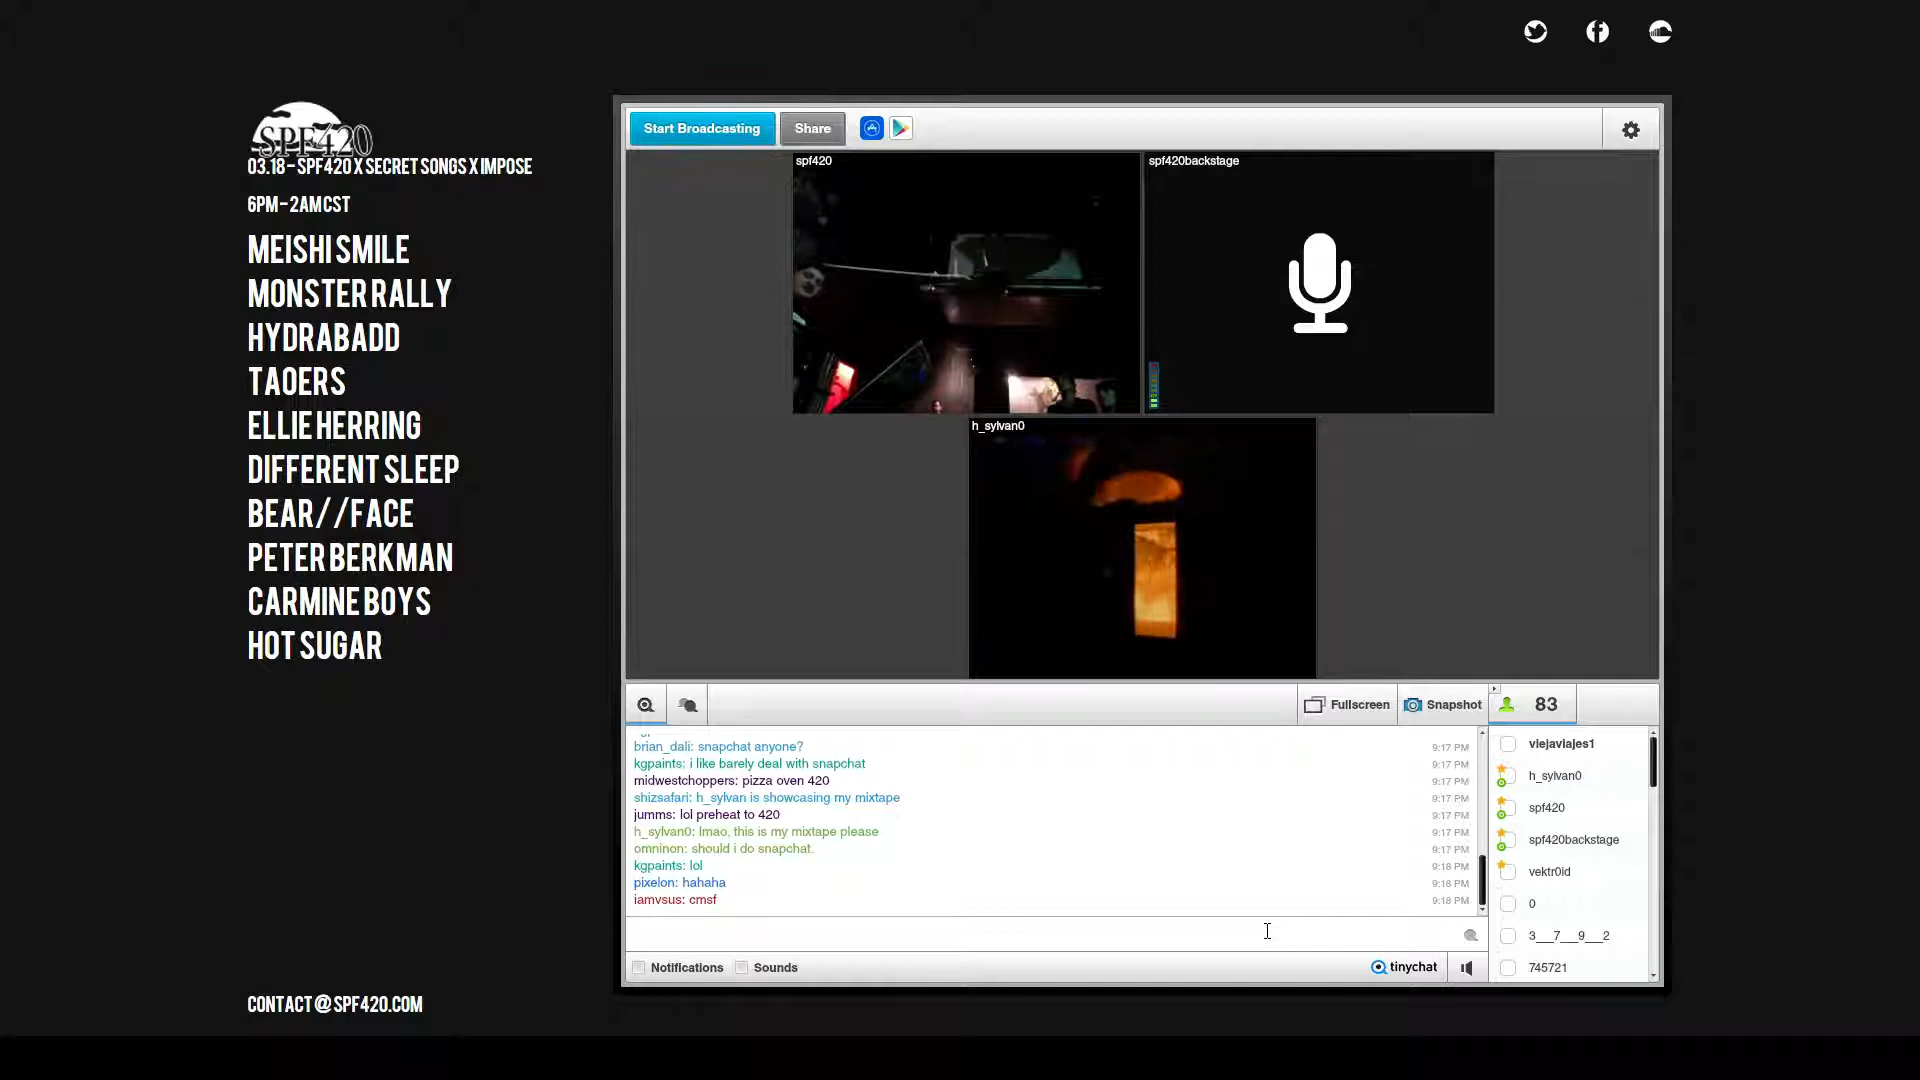 SPF420
03.18 - SPF420 X SECRET SONGS X IMPOSE
6PM - 2AM CST
MEISHI SMILE
MONSTER RALLY
HYDRABADD
TAOERS
ELLIE HERRING
DIFFERENT SLEEP
BEAR//FACE
PETER BERKMAN
CARMINE BOYS
HOT SUGAR
CONTACT@SPF420.COM
Start Broadcasting
Share
spf420
spf420backstage
h_sylvan0
Fullscreen
Snapshot
83
brian_dali: snapchat anyone? 9:17 PM
kgpaints: i like barely deal with snapchat 9:17 PM
midwestchoppers: pizza oven 420 9:17 PM
shizsafari: h_sylvan is showcasing my mixtape 9:17 PM
jumms: lol preheat to 420 9:17 PM
h_sylvan0: lmao, this is my mixtape please 9:17 PM
omninon: should i do snapchat. 9:17 PM
kgpaints: lol 9:18 PM
pixelon: hahaha 9:18 PM
iamvsus: cmsf 9:18 PM
Notifications
Sounds
tinychat
viejaviajes1
h_sylvan0
spf420
spf420backstage
vektr0id
0
3__7__9__2
745721